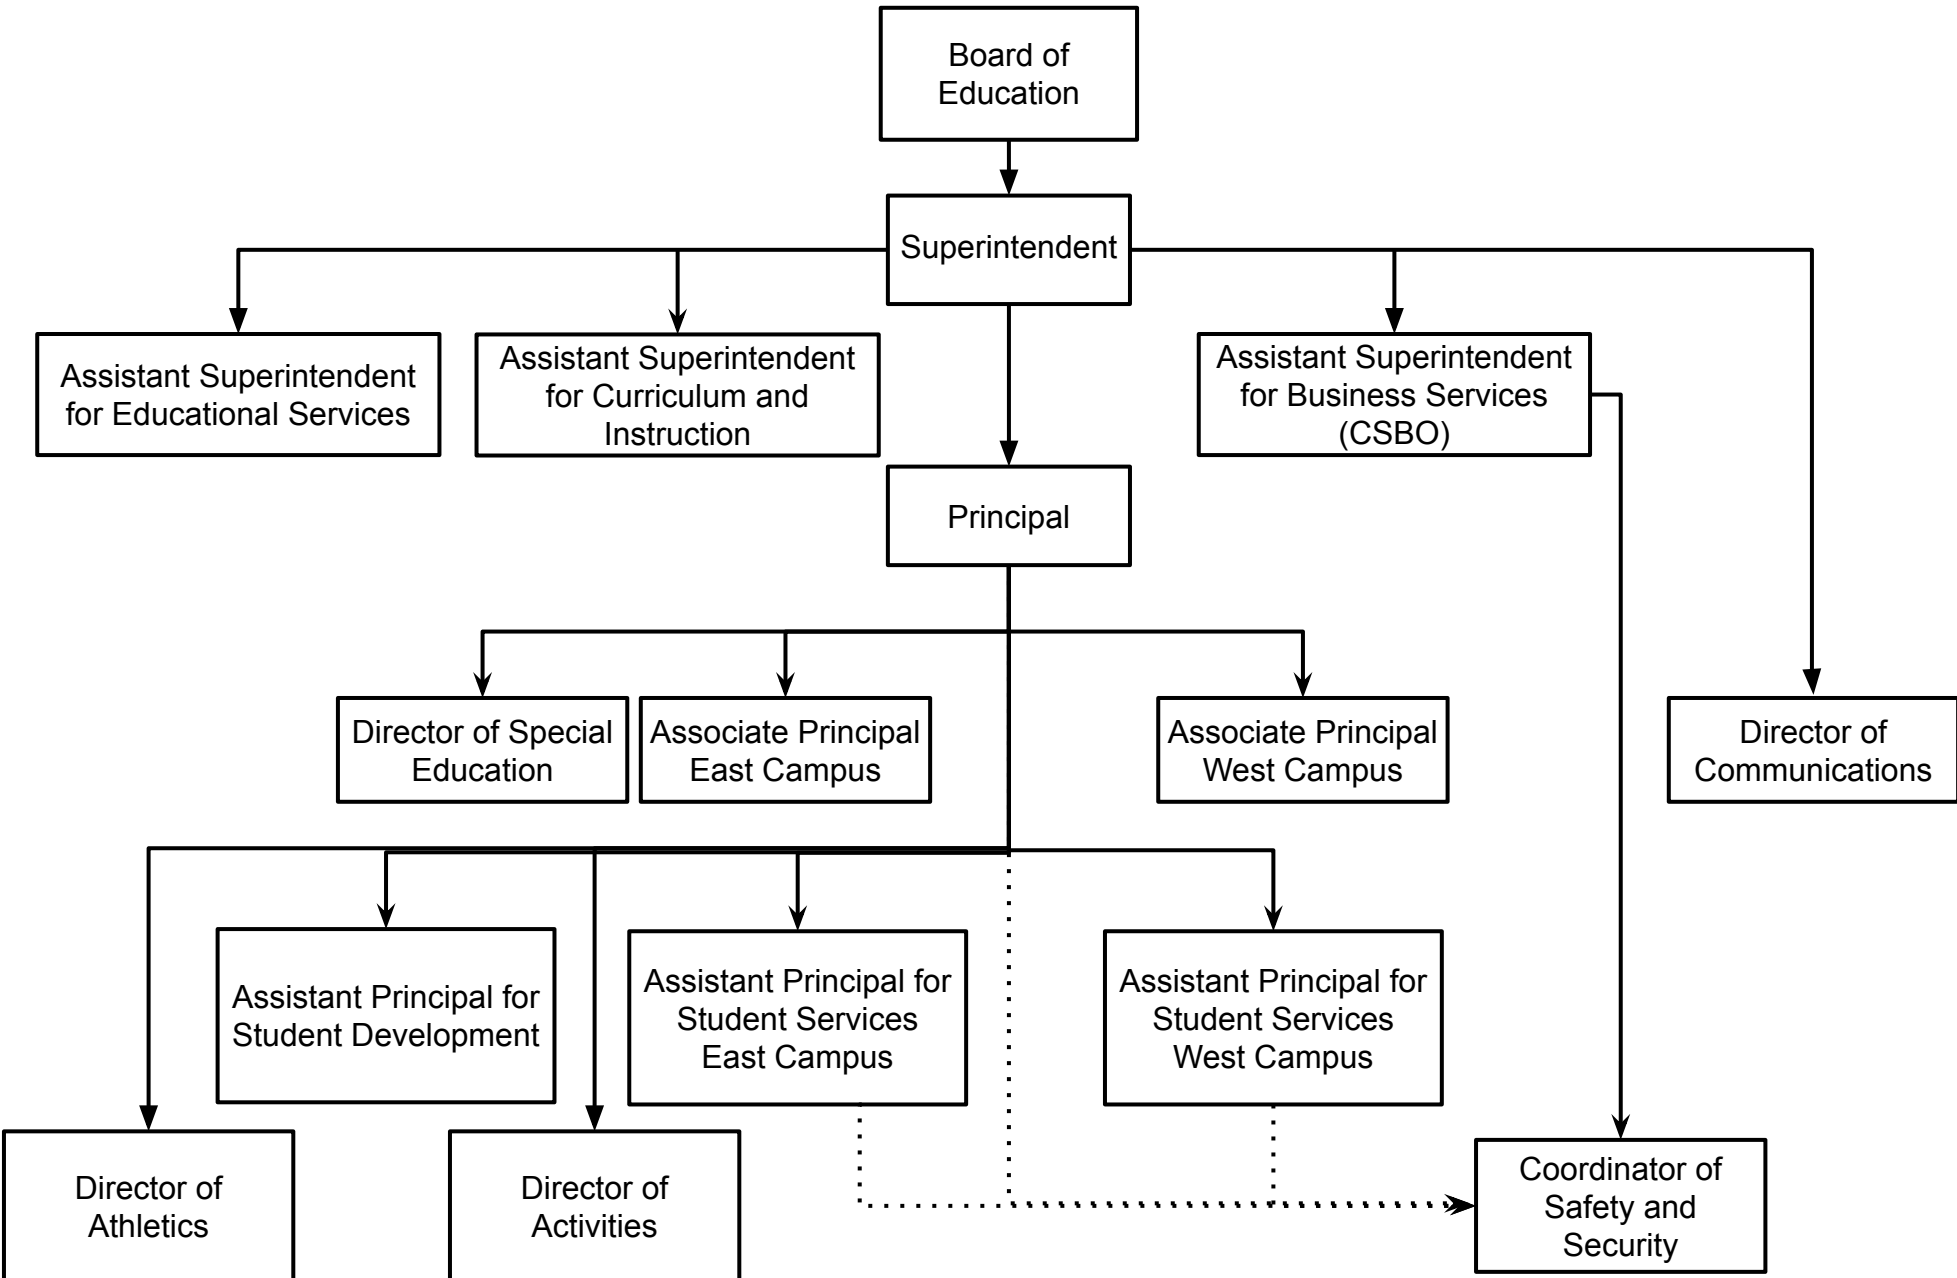 Board of
Education
Superintendent
Assistant Superintendent
for Educational Services
Assistant Superintendent
for Curriculum and
Instruction
Assistant Superintendent
for Business Services
(CSBO)
Principal
Director of Special
Education
Associate Principal
East Campus
Associate Principal
West Campus
Director of
Communications
Assistant Principal for
Student Development
Assistant Principal for
Student Services
East Campus
Assistant Principal for
Student Services
West Campus
Director of
Athletics
Director of
Activities
Coordinator of
Safety and
Security